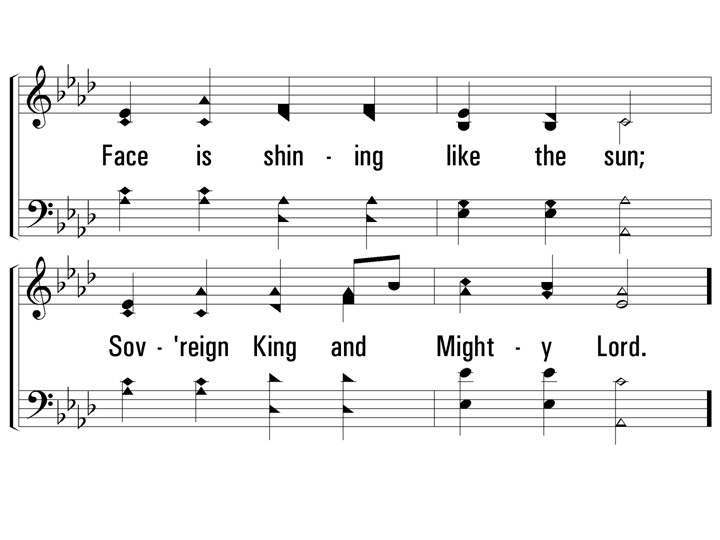 Face is shin - ing like the sun;
Sov - 'reign King and Might - y Lord.